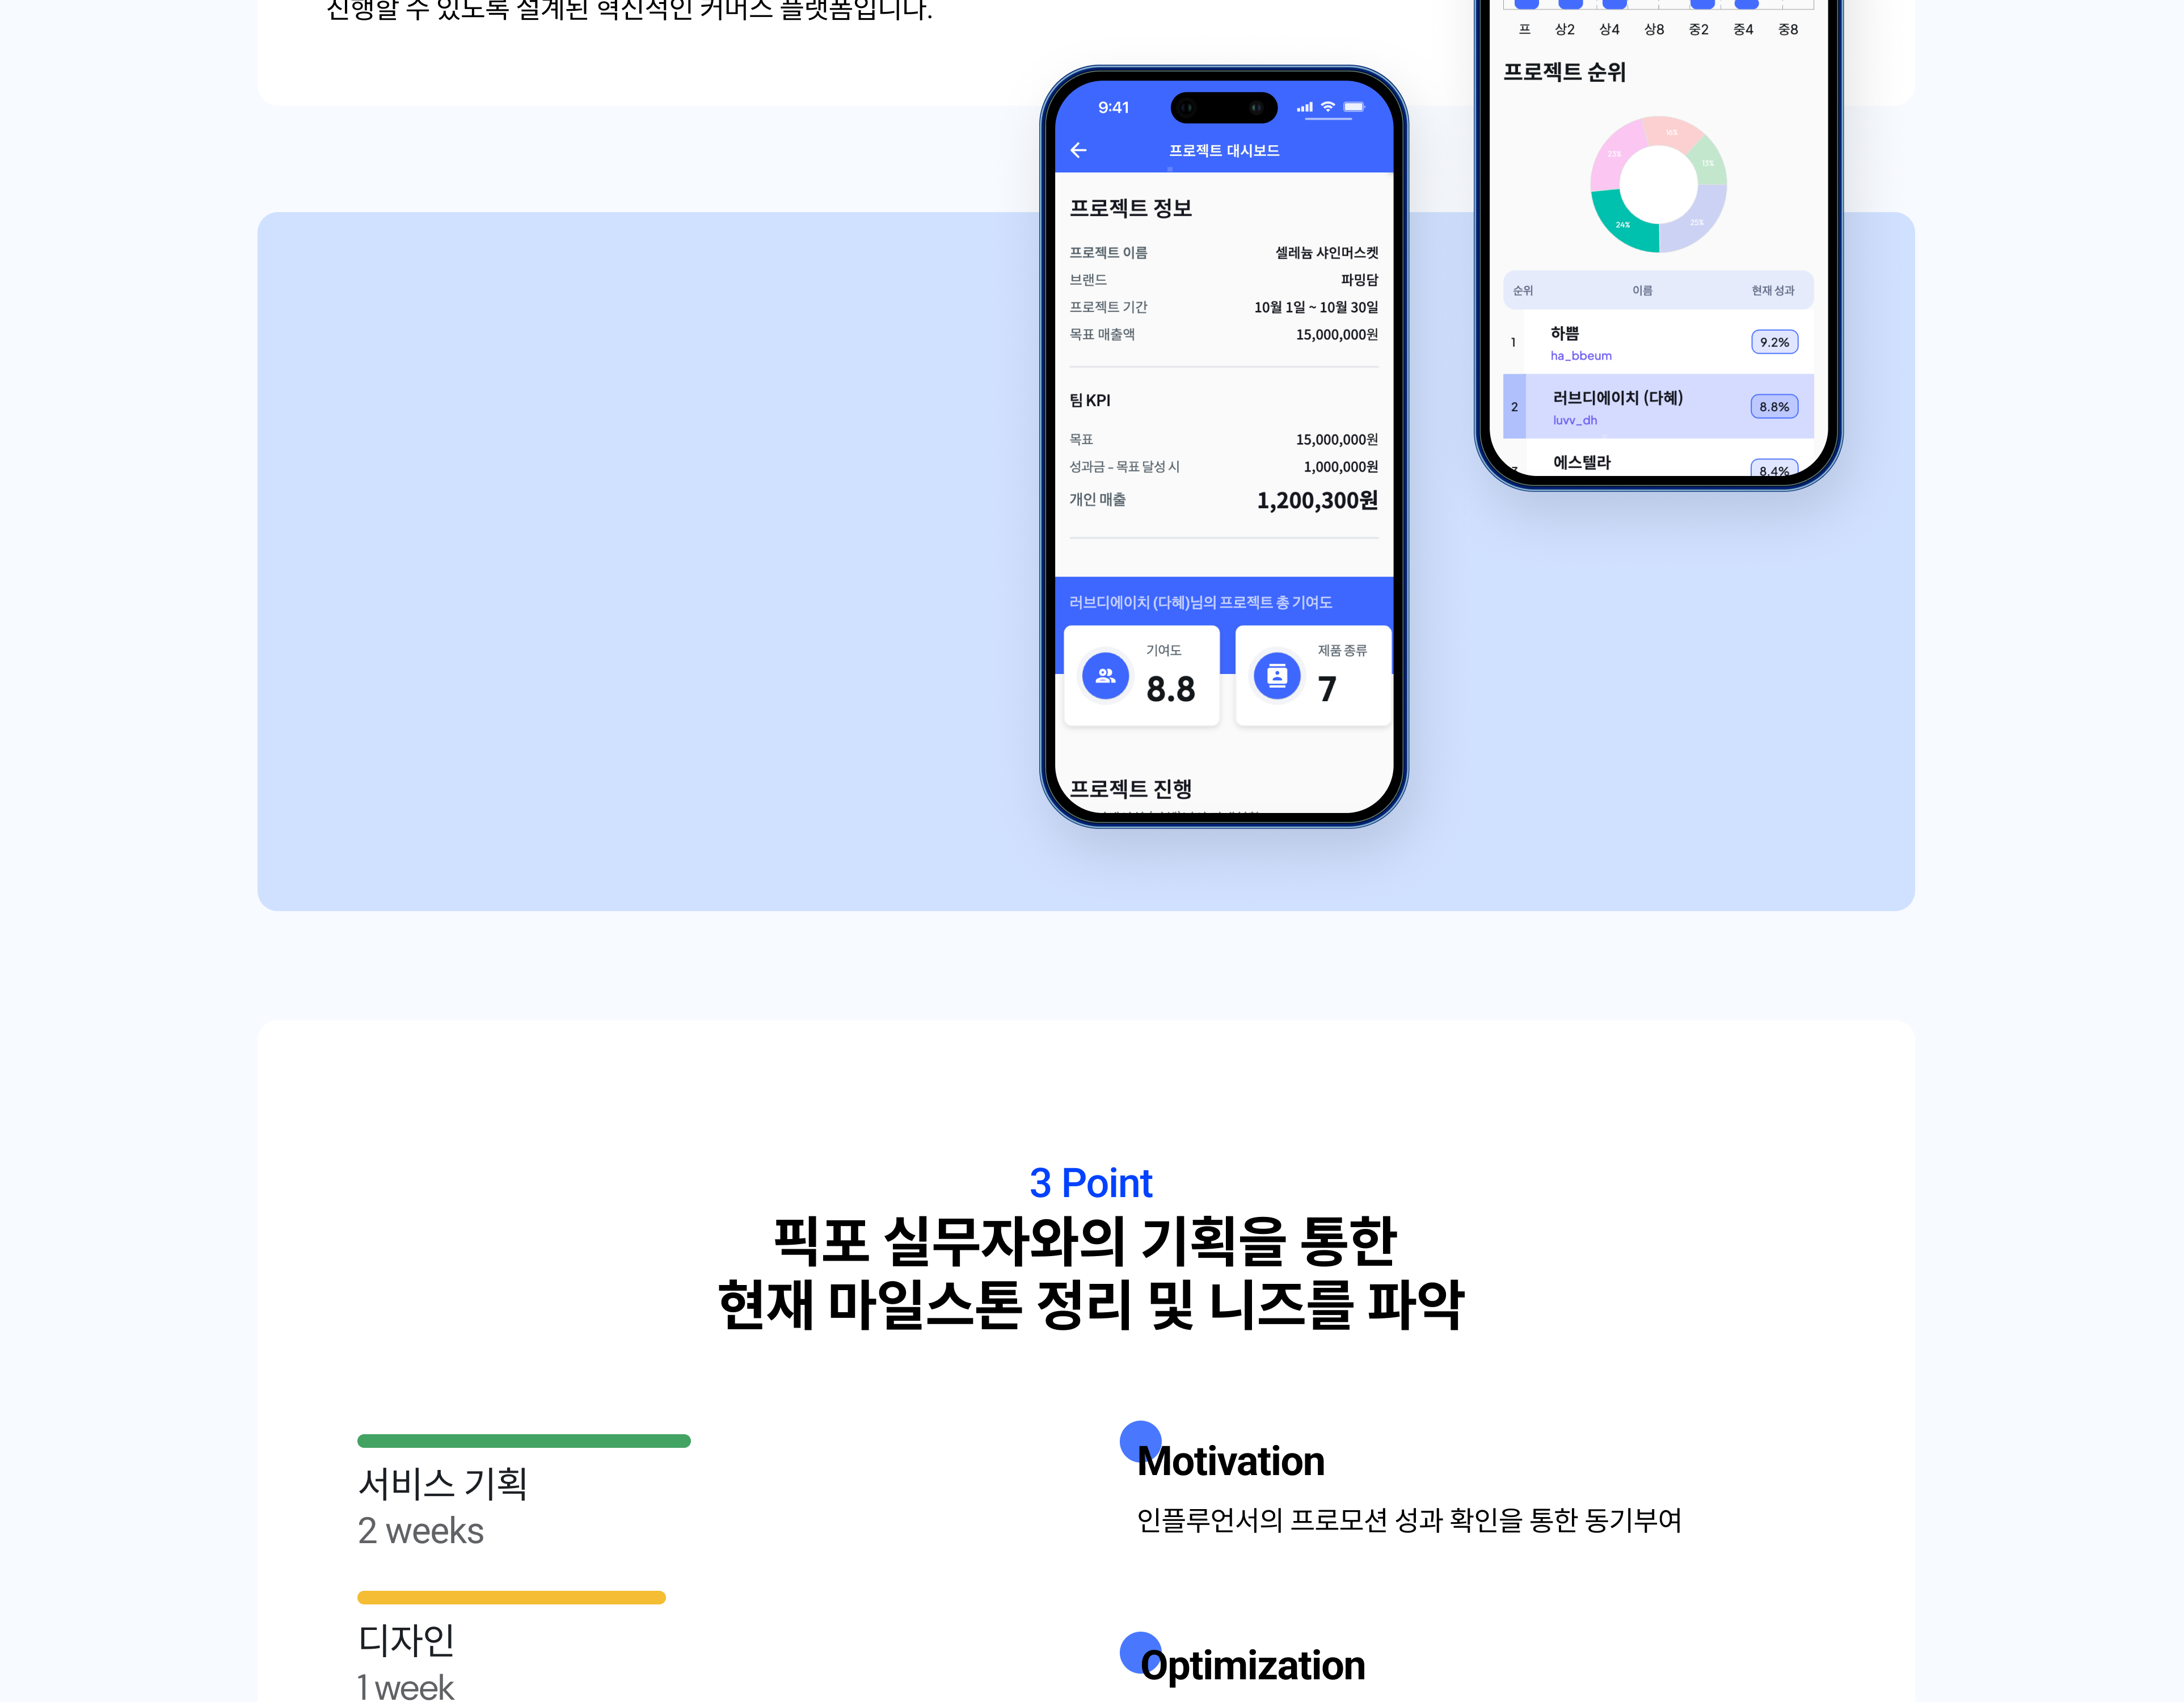 진행할 수 있도록 설계된 혁신적인 커머스 플랫폼입니다.
프 상2 상4 상8 중2 중4 중8
프로젝트 순위
16%
23%
13%
24%
25%
순위 이름 현재 성과
1 하쁨 9.2%
ha_bbeum
2 러브디에이치 (다혜) 8.8%
luvv_dh
에스텔라 8.4%
9:41
프로젝트 대시보드
프로젝트 정보
프로젝트 이름 셀레늄 샤인머스켓
브랜드 파밍담
프로젝트 기간 10월 1일 ~ 10월 30일
목표 매출액 15,000,000원
팀 KPI
목표 15,000,000원
성과금 - 목표 달성 시 1,000,000원
개인 매출 1,200,300원
러브디에이치 (다혜)님의 프로젝트 총 기여도
기여도 제품 종류
8.8 7
프로젝트 진행
3 Point
픽포 실무자와의 기획을 통한
현재 마일스톤 정리 및 니즈를 파악
서비스 기획
2 weeks
디자인
1 week
Motivation
인플루언서의 프로모션 성과 확인을 통한 동기부여
Optimization